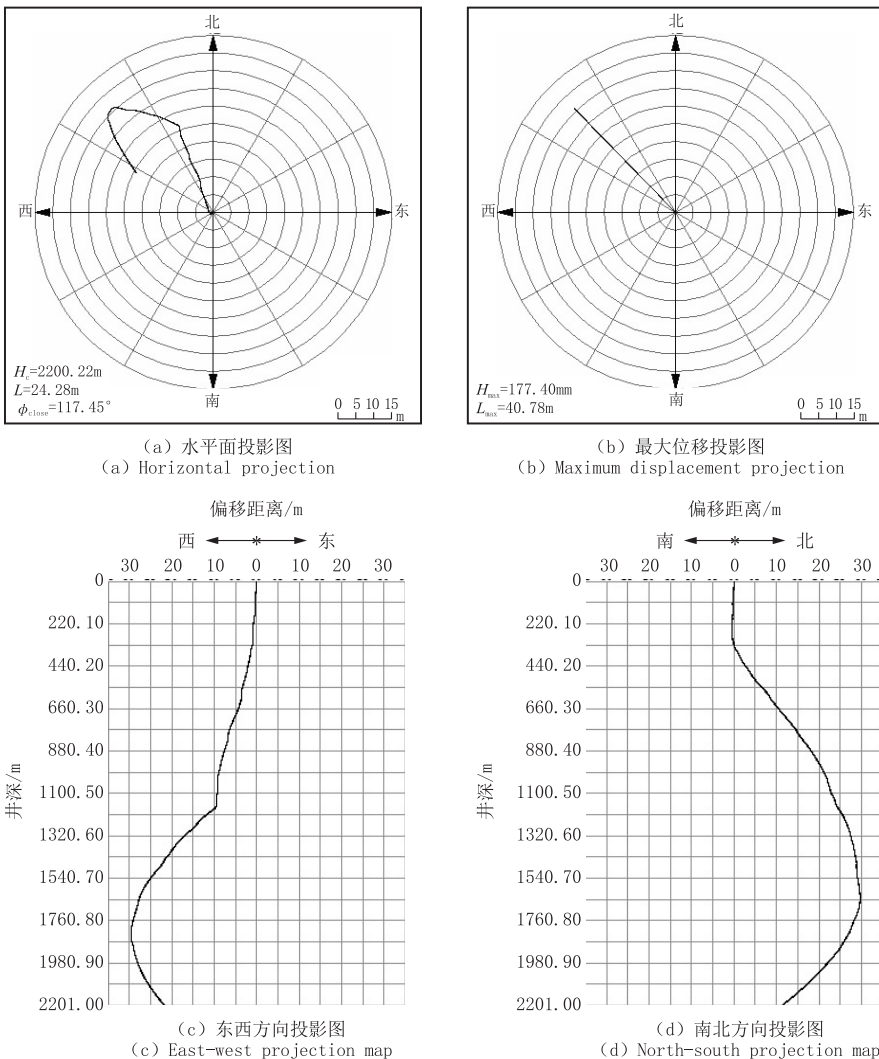 北
西
东
南
H_c=2200.22m
L=24.28m
ϕ_close=117.45°
0 5 10 15
m
(a) 水平面投影图
(a) Horizontal projection
北
西
东
南
H_max=177.40mm
L_max=40.78m
0 5 10 15
m
(b) 最大位移投影图
(b) Maximum displacement projection
偏移距离/m
西 * 东
30 20 10 0 10 20 30
0
220.10
440.20
660.30
880.40
1100.50
1320.60
1540.70
1760.80
1980.90
2201.00
井深/m
(c) 东西方向投影图
(c) East-west projection map
偏移距离/m
南 * 北
30 20 10 0 10 20 30
0
220.10
440.20
660.30
880.40
1100.50
1320.60
1540.70
1760.80
1980.90
2201.00
井深/m
(d) 南北方向投影图
(d) North-south projection map